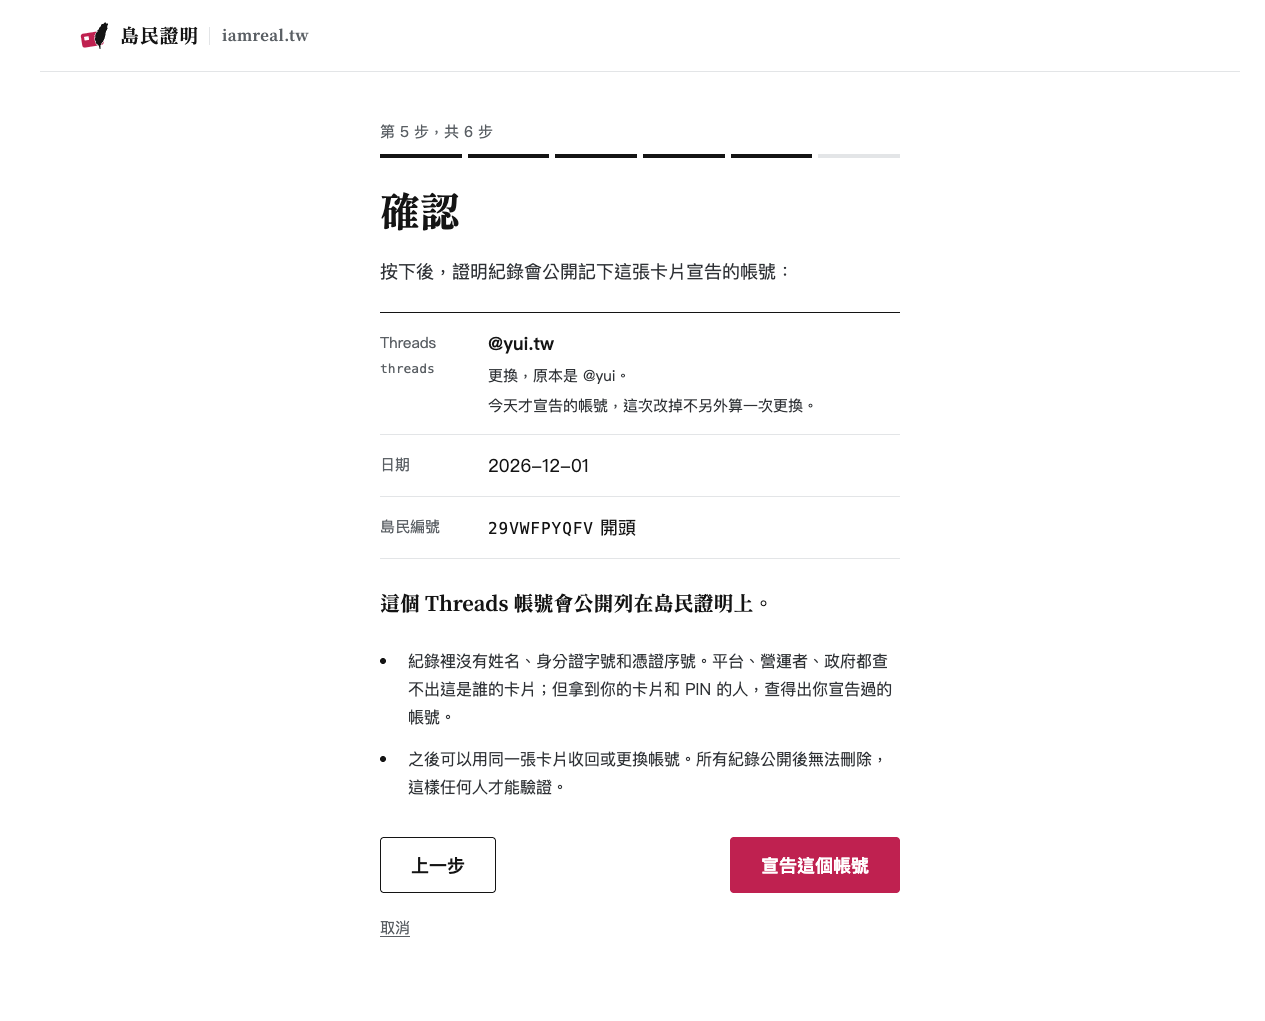 島民證明 iamreal.tw
第 5 步，共 6 步
確認
按下後，證明紀錄會公開記下這張卡片宣告的帳號：
Threads @yui.tw
threads
更換，原本是 @yui。
今天才宣告的帳號，這次改掉不另外算一次更換。
日期 2026–12–01
島民編號 29VWFPYQFV 開頭
這個 Threads 帳號會公開列在島民證明上。
紀錄裡沒有姓名、身分證字號和憑證序號。平台、營運者、政府都查
不出這是誰的卡片；但拿到你的卡片和 PIN 的人，查得出你宣告過的
帳號。
之後可以用同一張卡片收回或更換帳號。所有紀錄公開後無法刪除，
這樣任何人才能驗證。
上一步 宣告這個帳號
取消